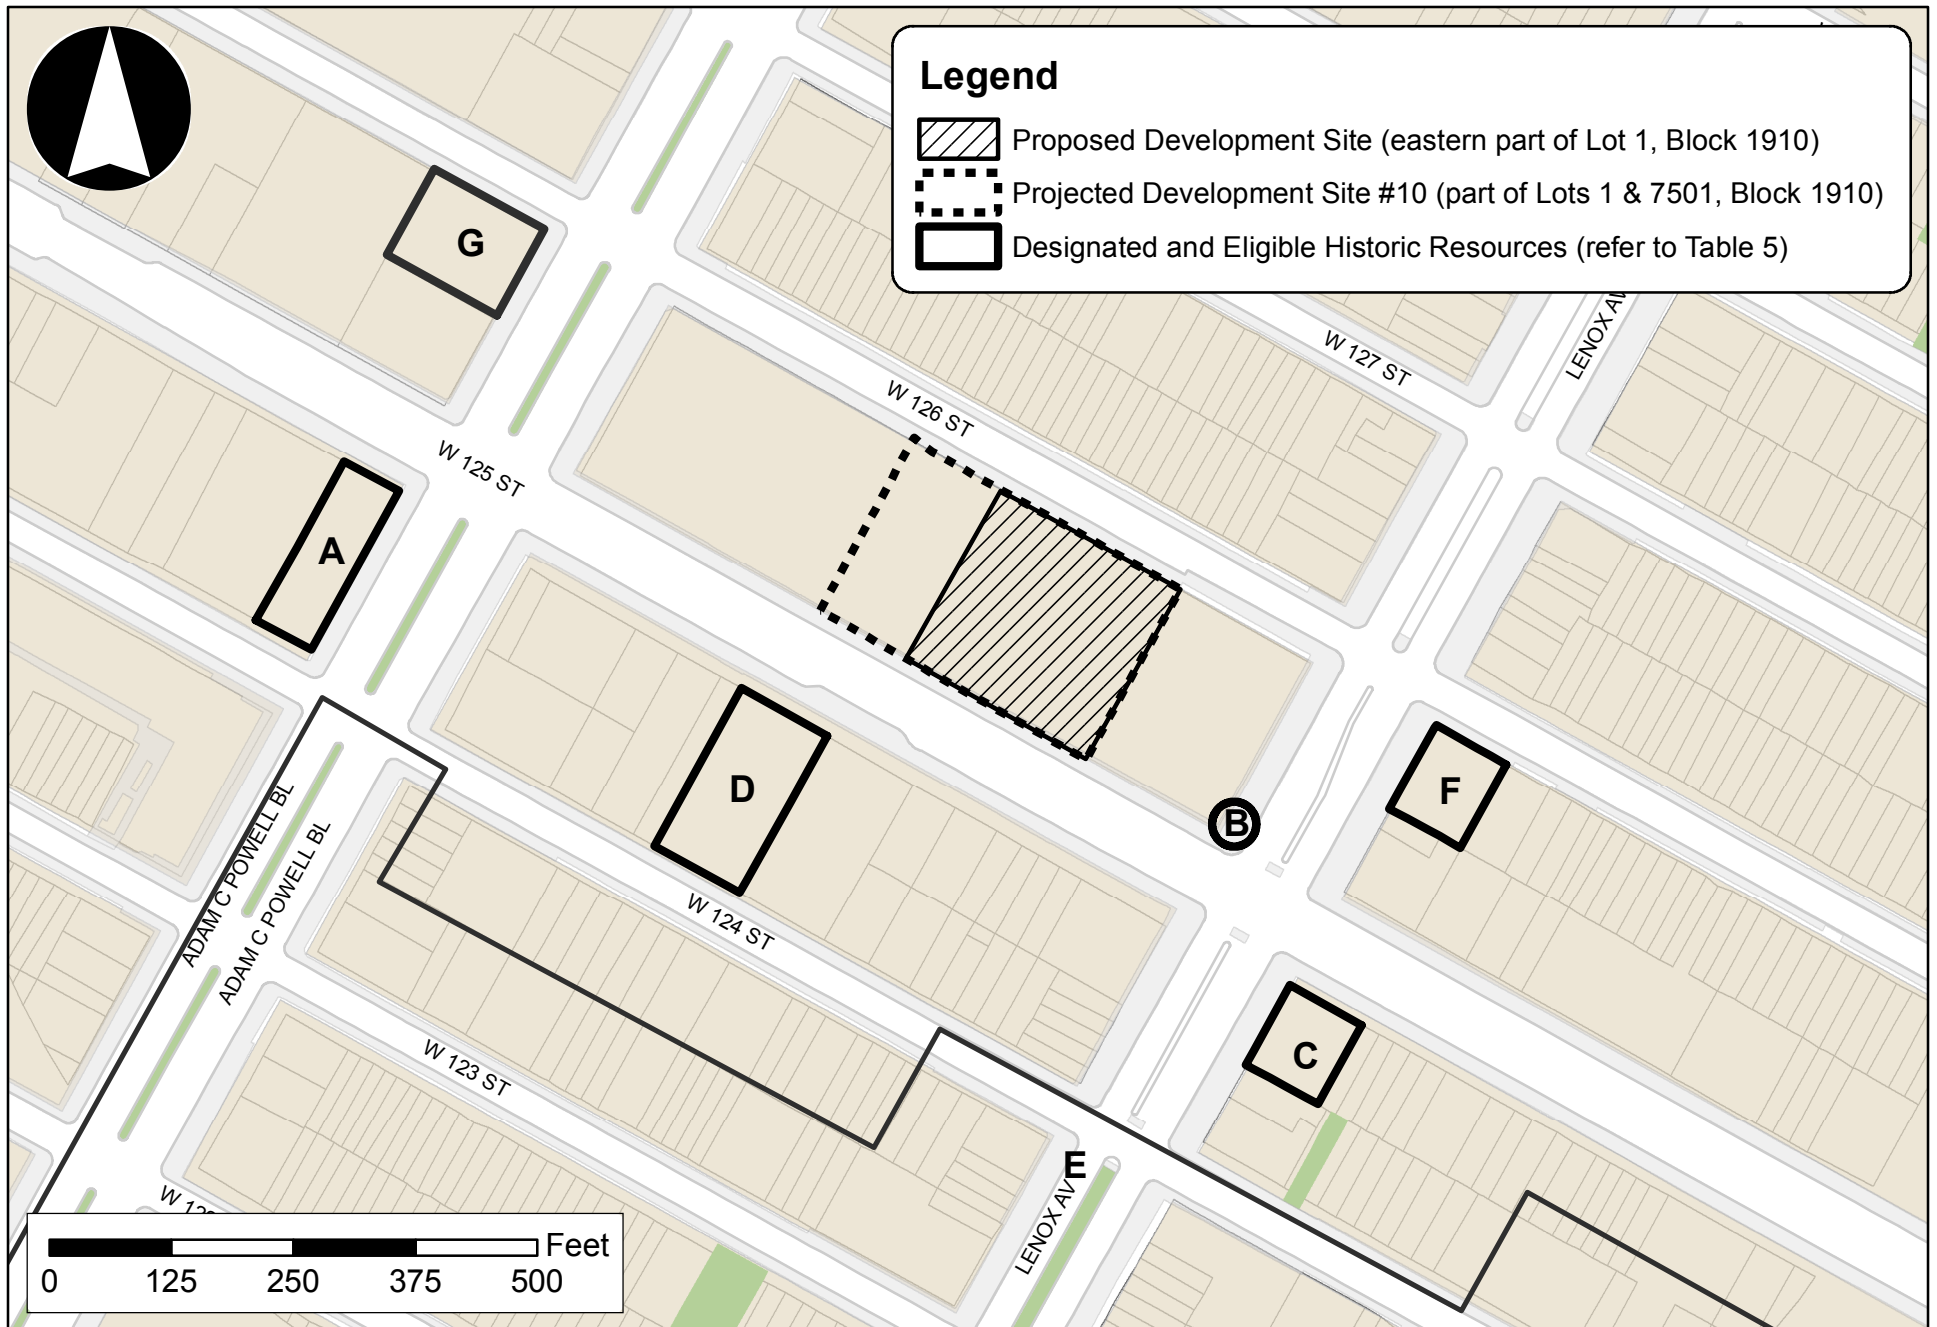 Legend
Proposed Development Site (eastern part of Lot 1, Block 1910)
Projected Development Site #10 (part of Lots 1 & 7501, Block 1910)
Designated and Eligible Historic Resources (refer to Table 5)
G
W 127 ST
LENOX AV
W 126 ST
W 125 ST
A
D
B
F
ADAM C POWELL BL
ADAM C POWELL BL
W 124 ST
C
W 123 ST
E
LENOX AV
Feet
0 125 250 375 500